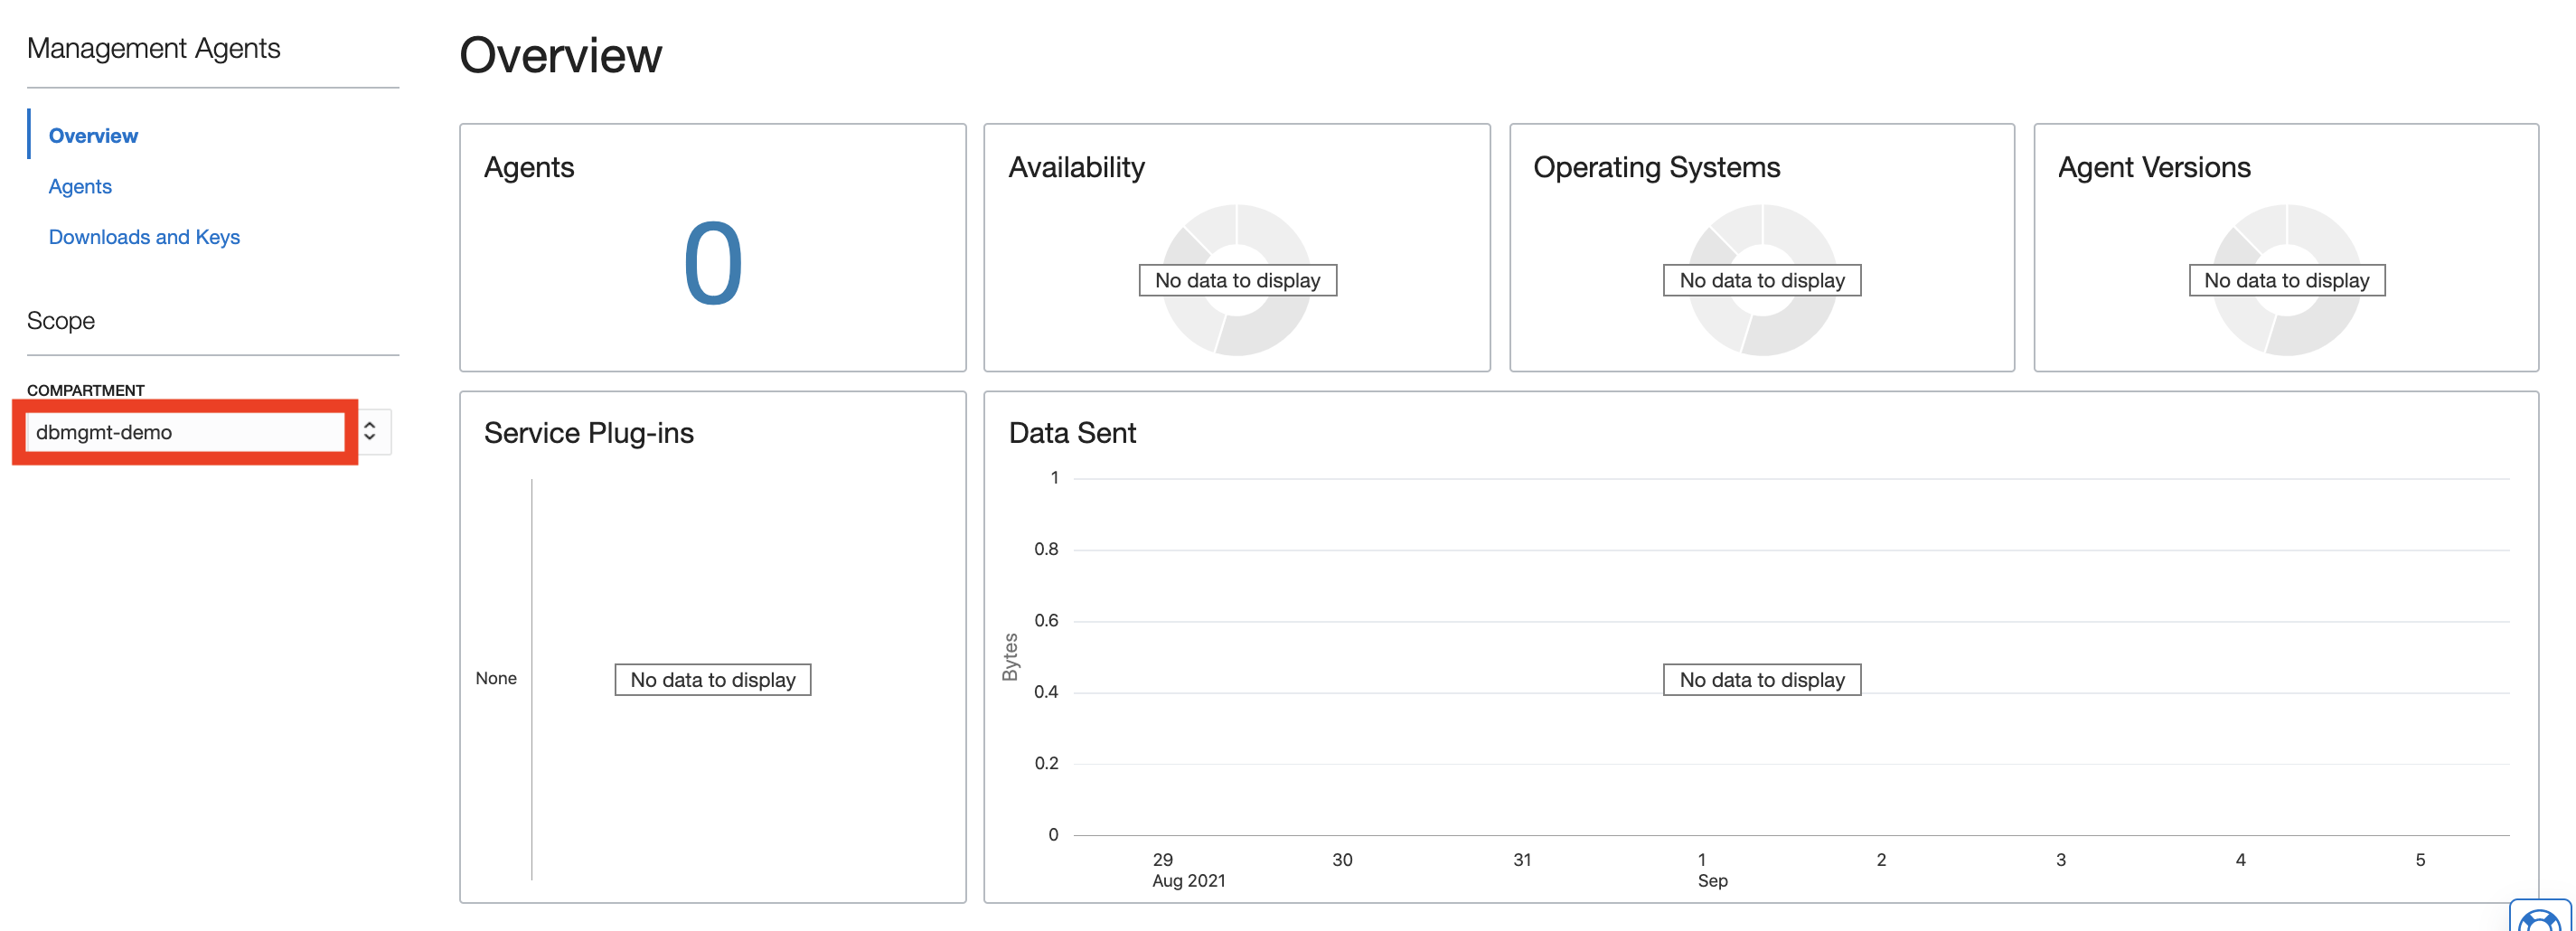 Management Agents
Overview
Agents
Downloads and Keys
Scope
COMPARTMENT
dbmgmt-demo
Overview
Agents
0
Availability
No data to display
Operating Systems
No data to display
Agent Versions
No data to display
Service Plug-ins
None
No data to display
Data Sent
Bytes
1
0.8
0.6
0.4
0.2
0
No data to display
29 30 31 1 2 3 4 5
Aug 2021 Sep